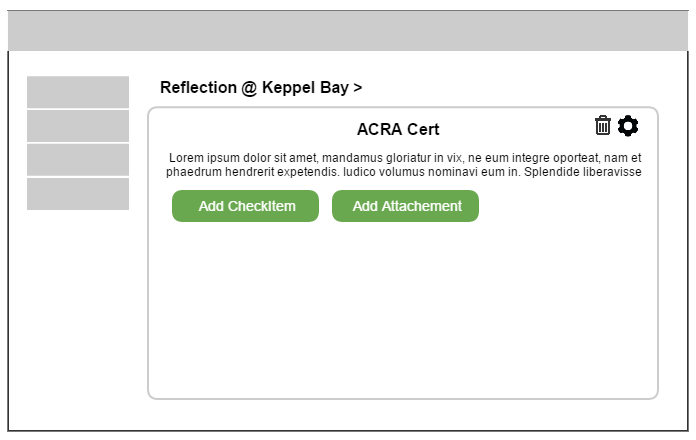 Reflection @ Keppel Bay >
ACRA Cert
Lorem ipsum dolor sit amet, mandamus gloriatur in vix, ne eum integre oporteat, nam et
phaedrum hendrerit expetendis. Iudico volumus nominavi eum in. Splendide liberavisse
Add CheckItem
Add Attachement